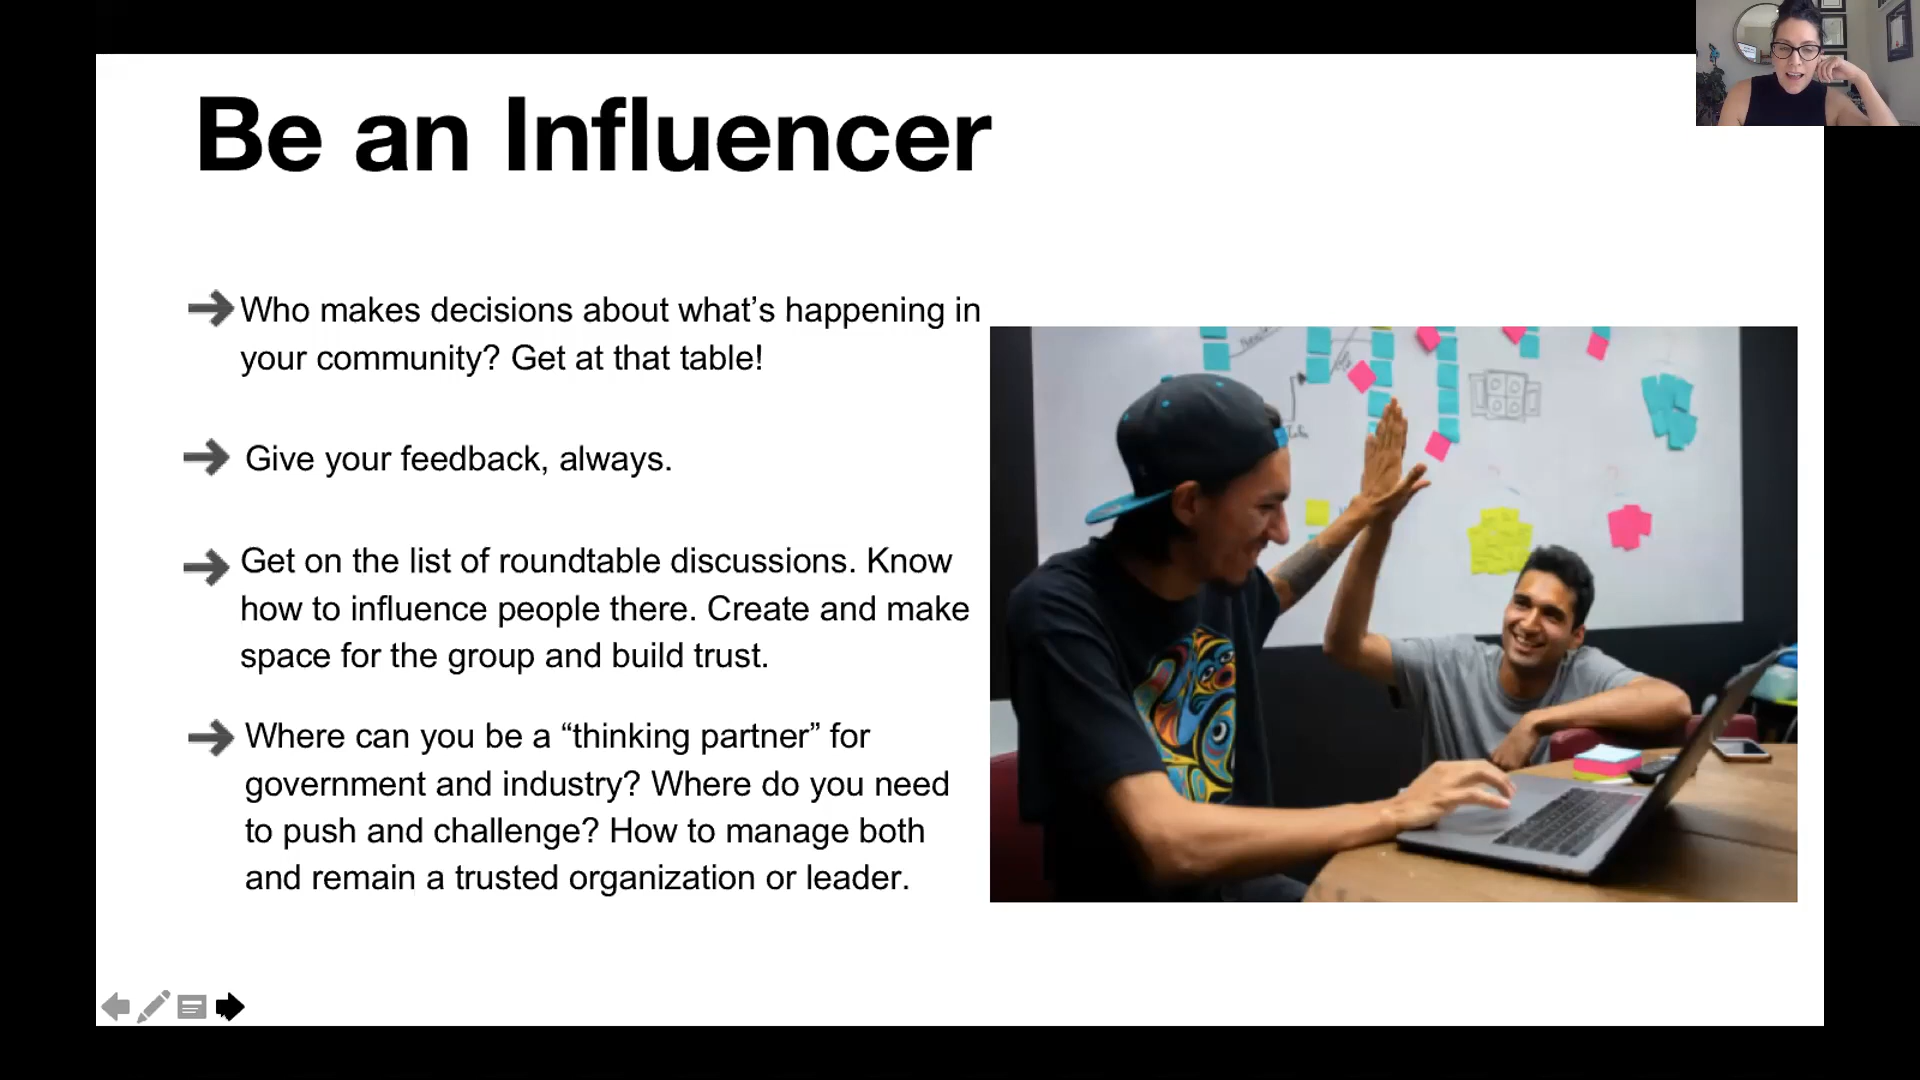 Be an Influencer
Who makes decisions about what’s happening in
your community? Get at that table!
Give your feedback, always.
Get on the list of roundtable discussions. Know
how to influence people there. Create and make
space for the group and build trust.
Where can you be a “thinking partner” for
government and industry? Where do you need
to push and challenge? How to manage both
and remain a trusted organization or leader.